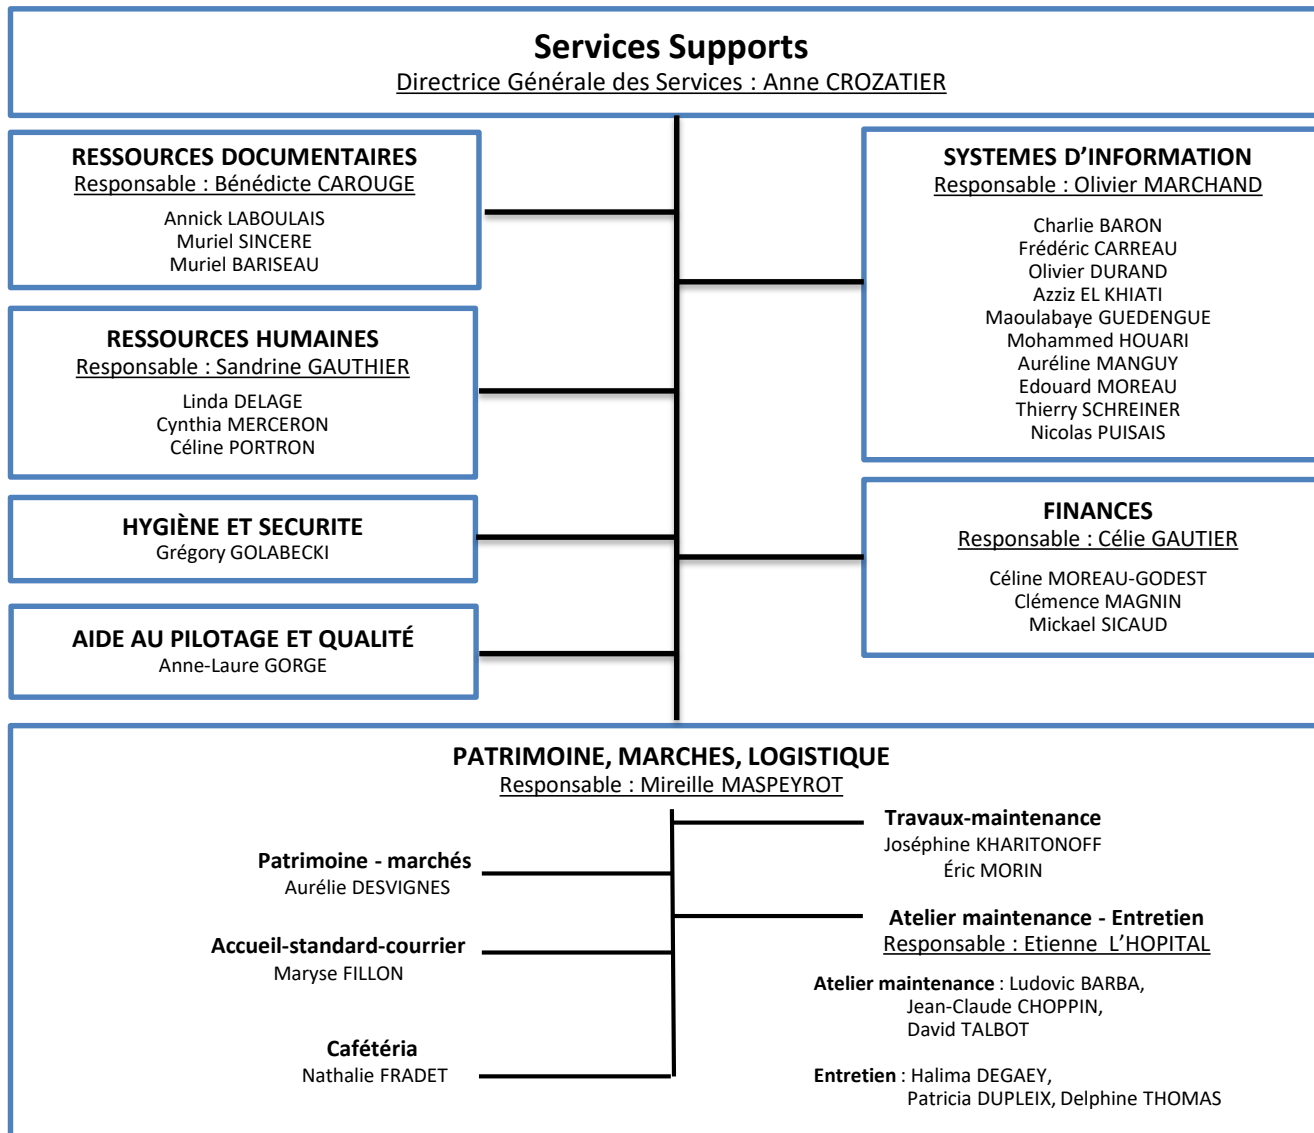 Services Supports
Directrice Générale des Services : Anne CROZATIER
RESSOURCES DOCUMENTAIRES
Responsable : Bénédicte CAROUGE
Annick LABOULAIS
Muriel SINCERE
Muriel BARISEAU
RESSOURCES HUMAINES
Responsable : Sandrine GAUTHIER
Linda DELAGE
Cynthia MERCERON
Céline PORTRON
HYGIÈNE ET SECURITE
Grégory GOLABECKI
AIDE AU PILOTAGE ET QUALITÉ
Anne-Laure GORGE
SYSTEMES D’INFORMATION
Responsable : Olivier MARCHAND
Charlie BARON
Frédéric CARREAU
Olivier DURAND
Azziz EL KHIATI
Maoulabaye GUEDENGUE
Mohammed HOUARI
Auréline MANGUY
Edouard MOREAU
Thierry SCHREINER
Nicolas PUISAIS
FINANCES
Responsable : Célie GAUTIER
Céline MOREAU-GODEST
Clémence MAGNIN
Mickael SICAUD
PATRIMOINE, MARCHES, LOGISTIQUE
Responsable : Mireille MASPEYROT
Patrimoine - marchés
Aurélie DESVIGNES
Accueil-standard-courrier
Maryse FILLON
Cafétéria
Nathalie FRADET
Travaux-maintenance
Joséphine KHARITONOFF
Éric MORIN
Atelier maintenance - Entretien
Responsable : Etienne L’HOPITAL
Atelier maintenance : Ludovic BARBA,
Jean-Claude CHOPPIN,
David TALBOT
Entretien : Halima DEGAEY,
Patricia DUPLEIX, Delphine THOMAS